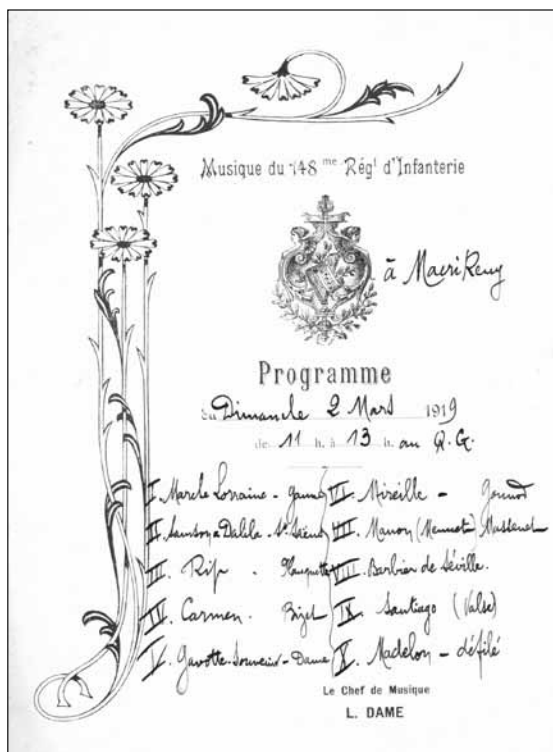 Musique du 148me Régt d'Infanterie
à MacriKeuy
Programme
du Dimanche 2 Mars 1919
de 11 h. à 13 h. au Q.G.
I. Marche Lorraine - Ganne
II. Samson & Dalila - St Saëns
III. Rip - Planquette
IV. Carmen - Bizet
V. Gavotte-Souvenir - Dame
VI. Mireille - Gounod
VII. Manon (Menuet) Massenet
VIII. Barbier de Séville.
IX. Santiago (Valse)
X. Madelon - défilé
Le Chef de Musique
L. DAME